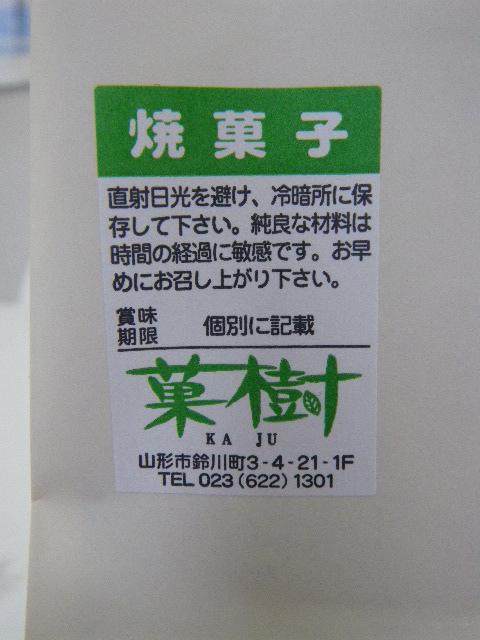 焼菓子
直射日光を避け、冷暗所に保
存して下さい。純良な材料は
時間の経過に敏感です。お早
めにお召し上がり下さい。
賞味
期限 個別に記載
菓樹
KA JU
山形市鈴川町3-4-21-1F
TEL 023(622)1301